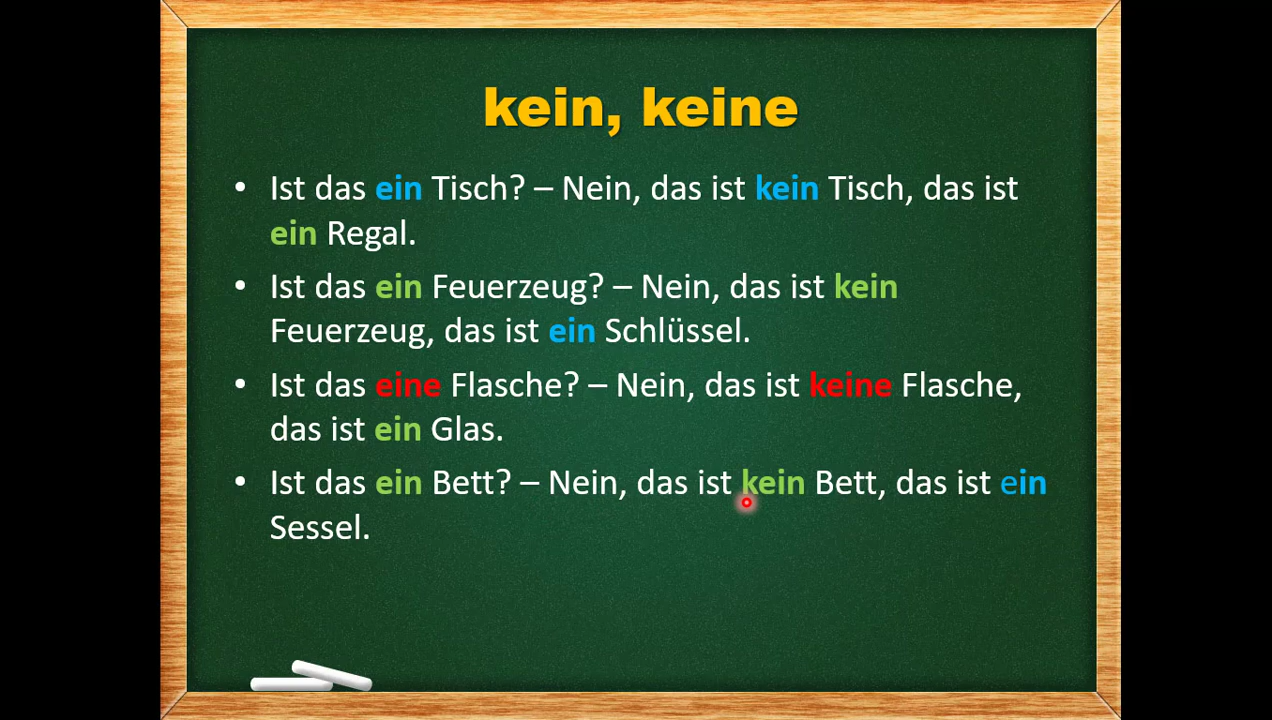 kein, keine
• Ist das ein Tisch? – Nein, das ist kein Tisch, das ist
ein Regal.
• Ist das ein Feuerzeug? – Nein, das ist kein
Feuerzeug, das ist ein Schlüssel.
• Ist das eine Flasche? – Nein, das ist keine Flasche,
das ist ein Glas.
• Ist das ein Bett? – Nein, das ist kein Bett, das ist ein
Sessel.